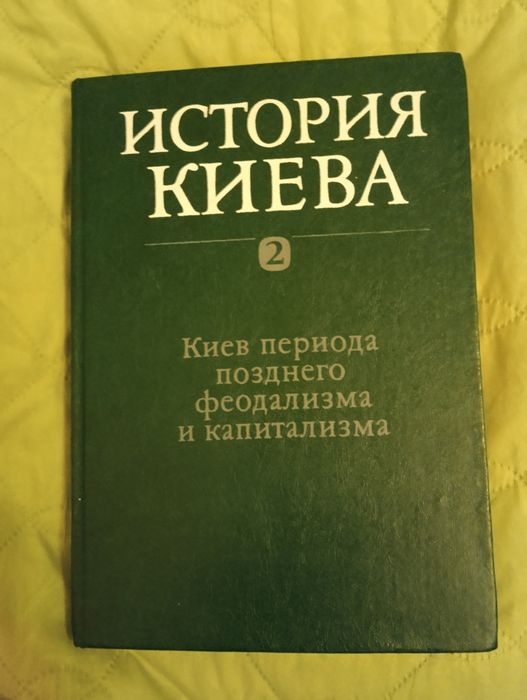 ИСТОРИЯ
КИЕВА
2
Киев периода
позднего
феодализма
и капитализма